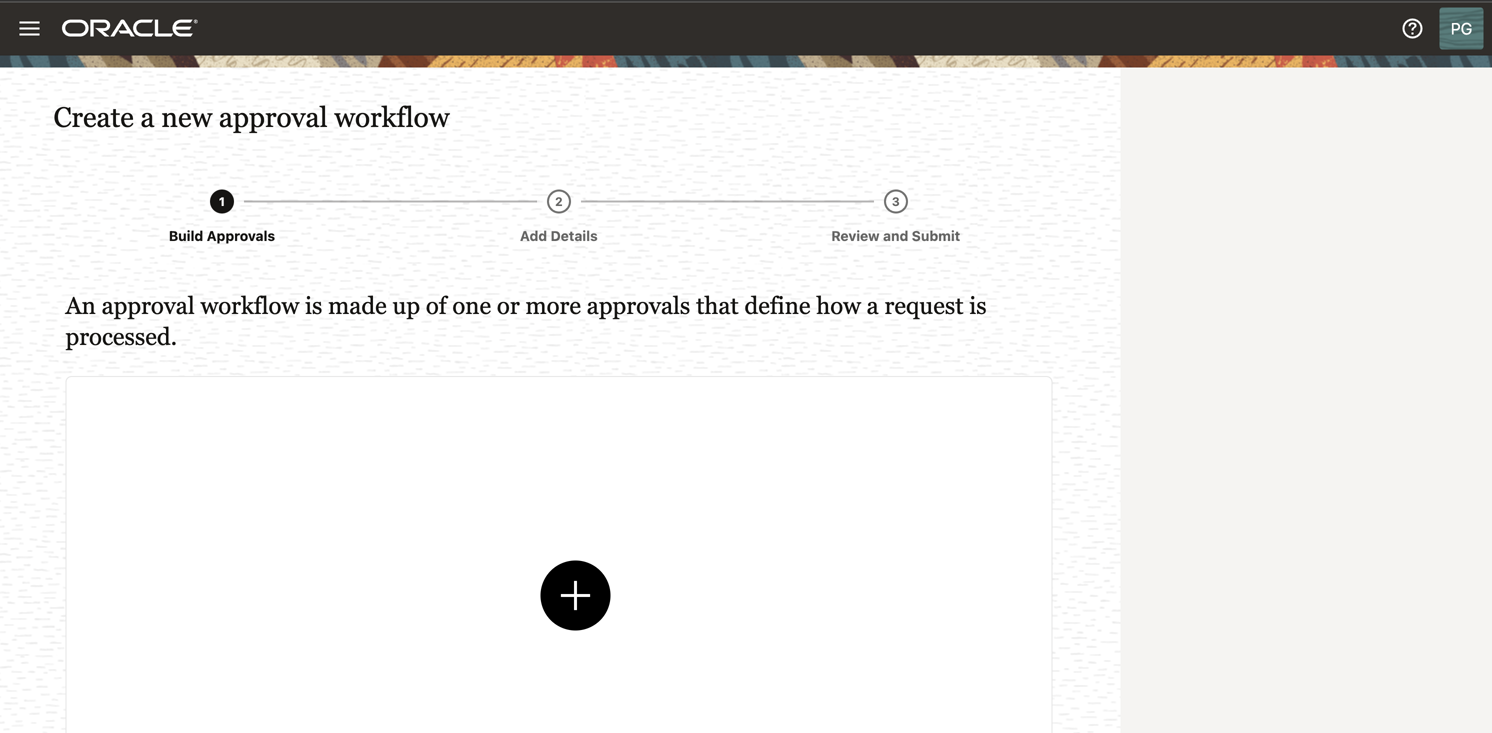 ORACLE
PG
Create a new approval workflow
1
2
3
Build Approvals
Add Details
Review and Submit
An approval workflow is made up of one or more approvals that define how a request is
processed.